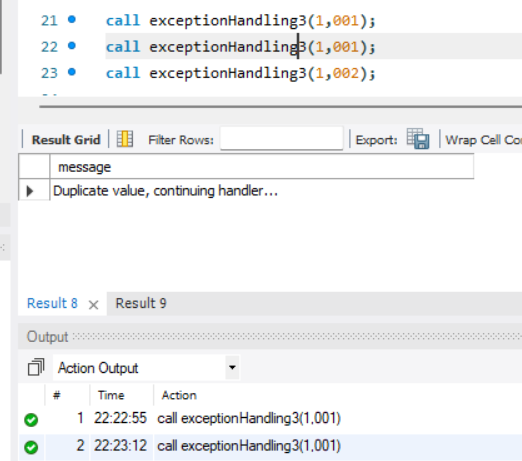 21 call exceptionHandling3(1,001);
22 call exceptionHandling3(1,001);
23 call exceptionHandling3(1,002);
Result Grid Filter Rows: Export: Wrap Cell Co
message
Duplicate value, continuing handler...
Result 8 × Result 9
Output
Action Output
# Time Action
1 22:22:55 call exceptionHandling3(1,001)
2 22:23:12 call exceptionHandling3(1,001)